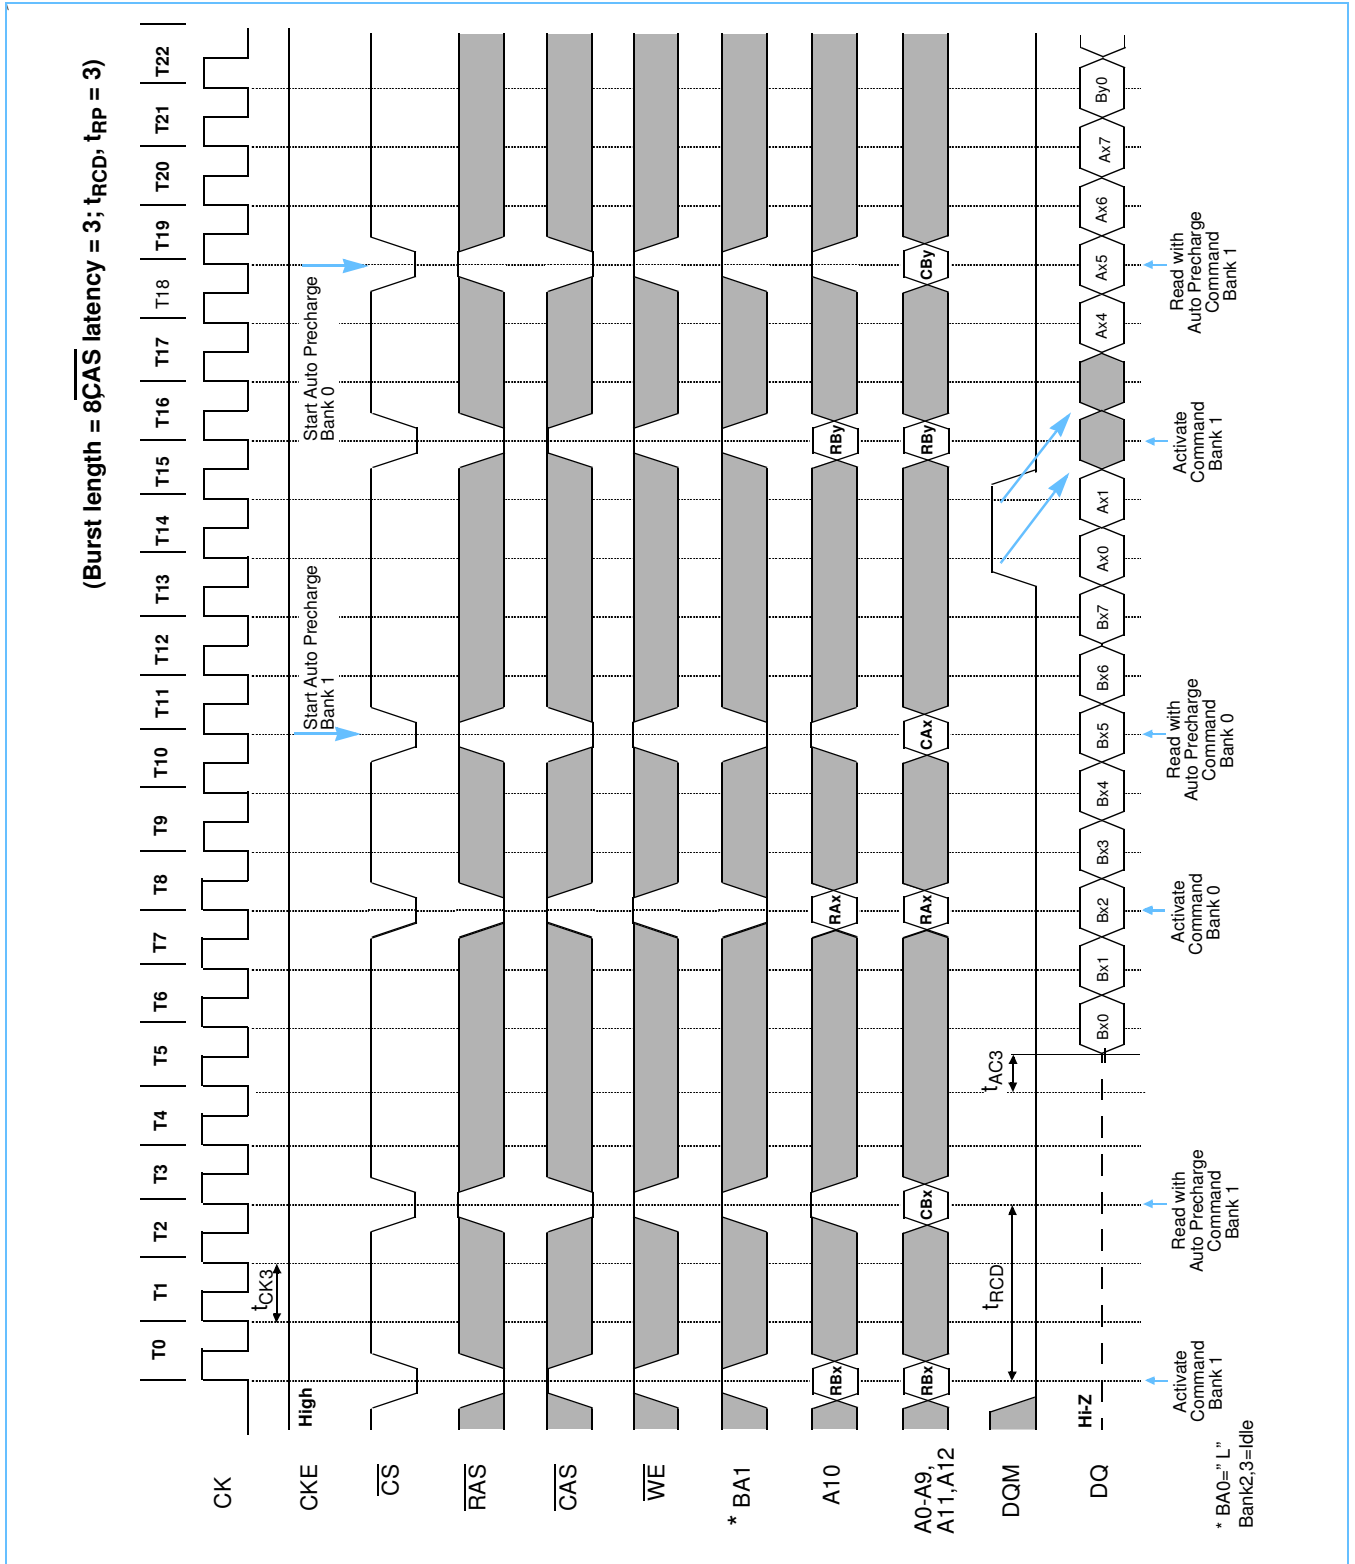 (Burst length = 8CAS latency = 3; tRCD, tRP = 3)
T0 T1 T2 T3 T4 T5 T6 T7 T8 T9 T10 T11 T12 T13 T14 T15 T16 T17 T18 T19 T20 T21 T22
CK
tCK3
CKE
High
Start Auto Precharge
Bank 1
Start Auto Precharge
Bank 0
CS
RAS
CAS
WE
* BA1
A10
RBx RAx RBy
A0-A9,
A11,A12
RBx CBx RAx CAx RBy CBy
DQM
tRCD
tAC3
DQ
Hi-Z
Bx0 Bx1 Bx2 Bx3 Bx4 Bx5 Bx6 Bx7 Ax0 Ax1 Ax4 Ax5 Ax6 Ax7 By0
Activate
Command
Bank 1
Read with
Auto Precharge
Command
Bank 1
Activate
Command
Bank 0
Read with
Auto Precharge
Command
Bank 0
Activate
Command
Bank 1
Read with
Auto Precharge
Command
Bank 1
* BA0=" L"
Bank2,3=Idle